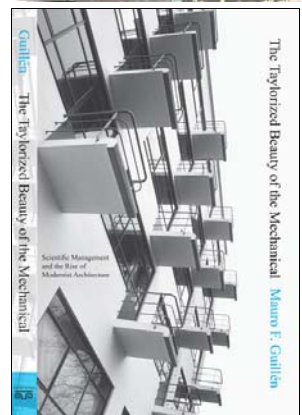 Guillén The Taylorized Beauty of the Mechanical
Scientific Management
and the Rise of
Modernist Architecture
The Taylorized Beauty of the Mechanical Mauro F. Guillén